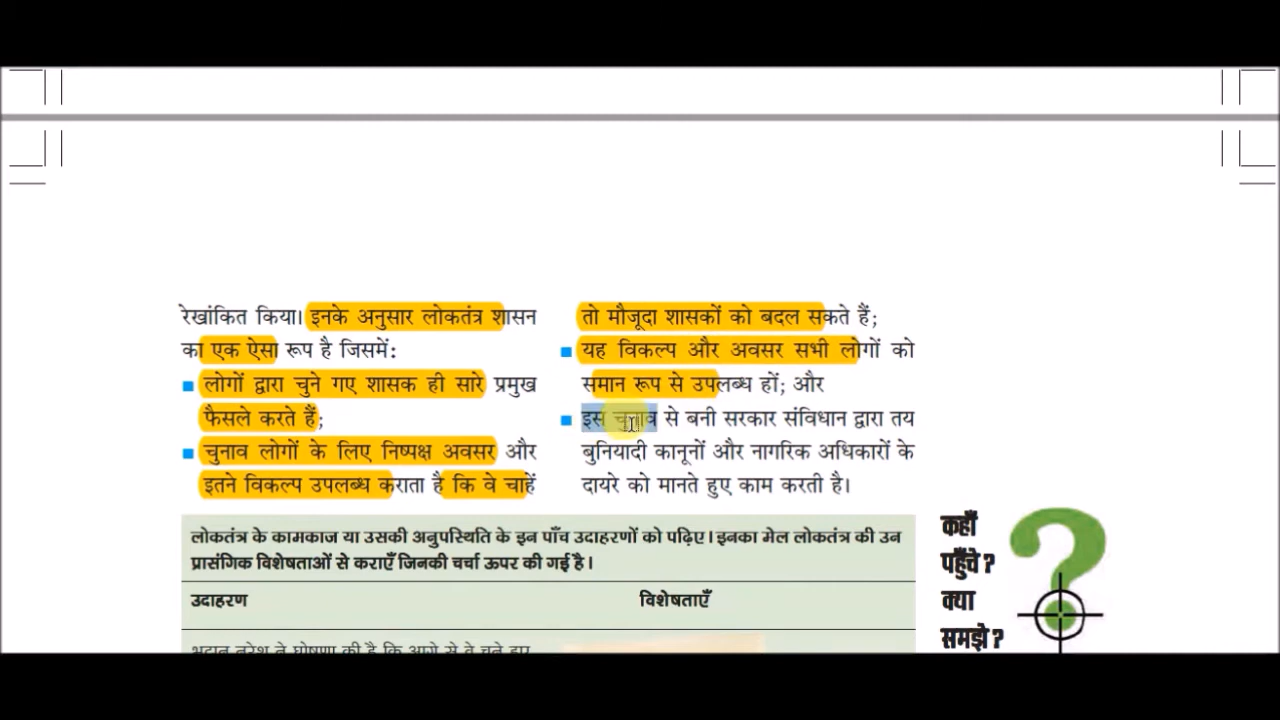 रेखांकित किया। इनके अनुसार लोकतंत्र शासन
का एक ऐसा रूप है जिसमें:
लोगों द्वारा चुने गए शासक ही सारे प्रमुख
फैसले करते हैं;
चुनाव लोगों के लिए निष्पक्ष अवसर और
इतने विकल्प उपलब्ध कराता है कि वे चाहें
तो मौजूदा शासकों को बदल सकते हैं;
यह विकल्प और अवसर सभी लोगों को
समान रूप से उपलब्ध हों; और
इस चुनाव से बनी सरकार संविधान द्वारा तय
बुनियादी कानूनों और नागरिक अधिकारों के
दायरे को मानते हुए काम करती है।
लोकतंत्र के कामकाज या उसकी अनुपस्थिति के इन पाँच उदाहरणों को पढ़िए। इनका मेल लोकतंत्र की उन
प्रासंगिक विशेषताओं से कराएँ जिनकी चर्चा ऊपर की गई है।
उदाहरण विशेषताएँ
कहाँ
पहुँचे?
क्या
समझे?